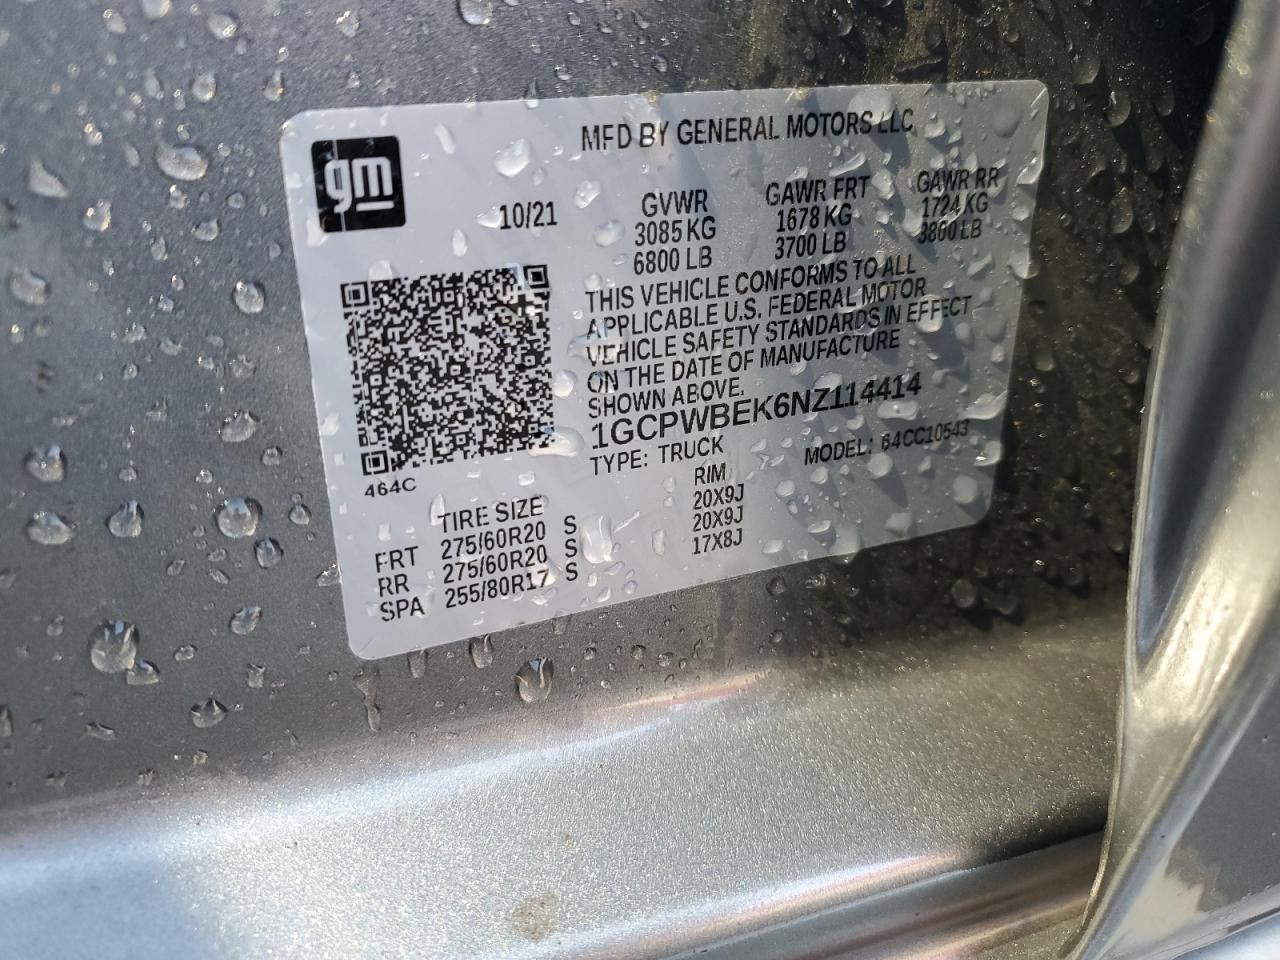 MFD BY GENERAL MOTORS LLC
gm
10/21
GVWR GAWR FRT GAWR RR
3085 KG 1678 KG 1724 KG
6800 LB 3700 LB 3800 LB
THIS VEHICLE CONFORMS TO ALL
APPLICABLE U.S. FEDERAL MOTOR
VEHICLE SAFETY STANDARDS IN EFFECT
ON THE DATE OF MANUFACTURE
SHOWN ABOVE.
1GCPWBEK6NZ114414
TYPE: TRUCK MODEL: 64CC10543
464C
TIRE SIZE RIM
FRT 275/60R20 S 20X9J
RR 275/60R20 S 20X9J
SPA 255/80R17 S 17X8J